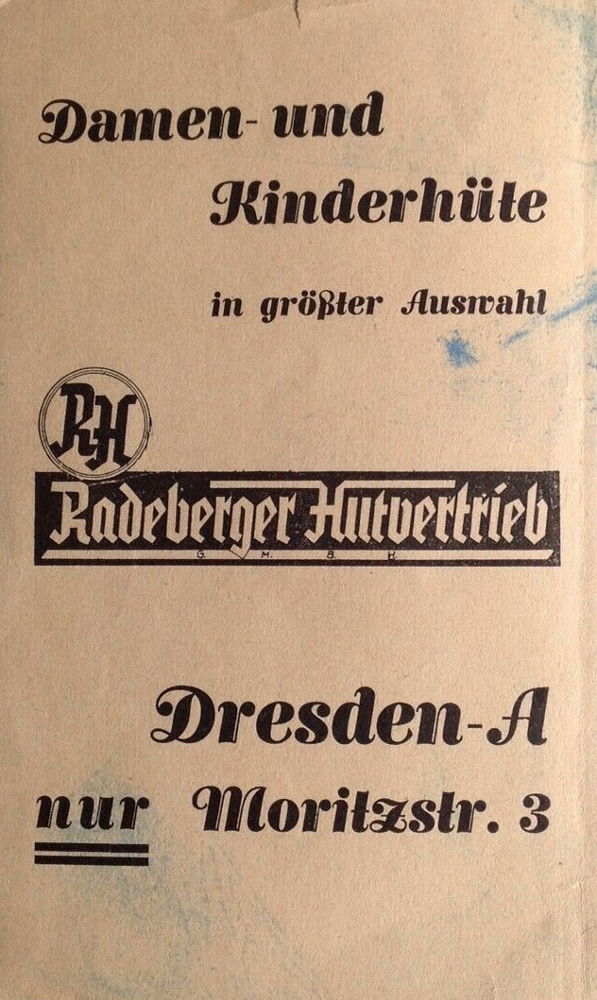 Damen- und
Kinderhüte
in größter Auswahl
RH
Radeberger Hutvertrieb
G. M. B. H.
Dresden-A
nur Moritzstr. 3